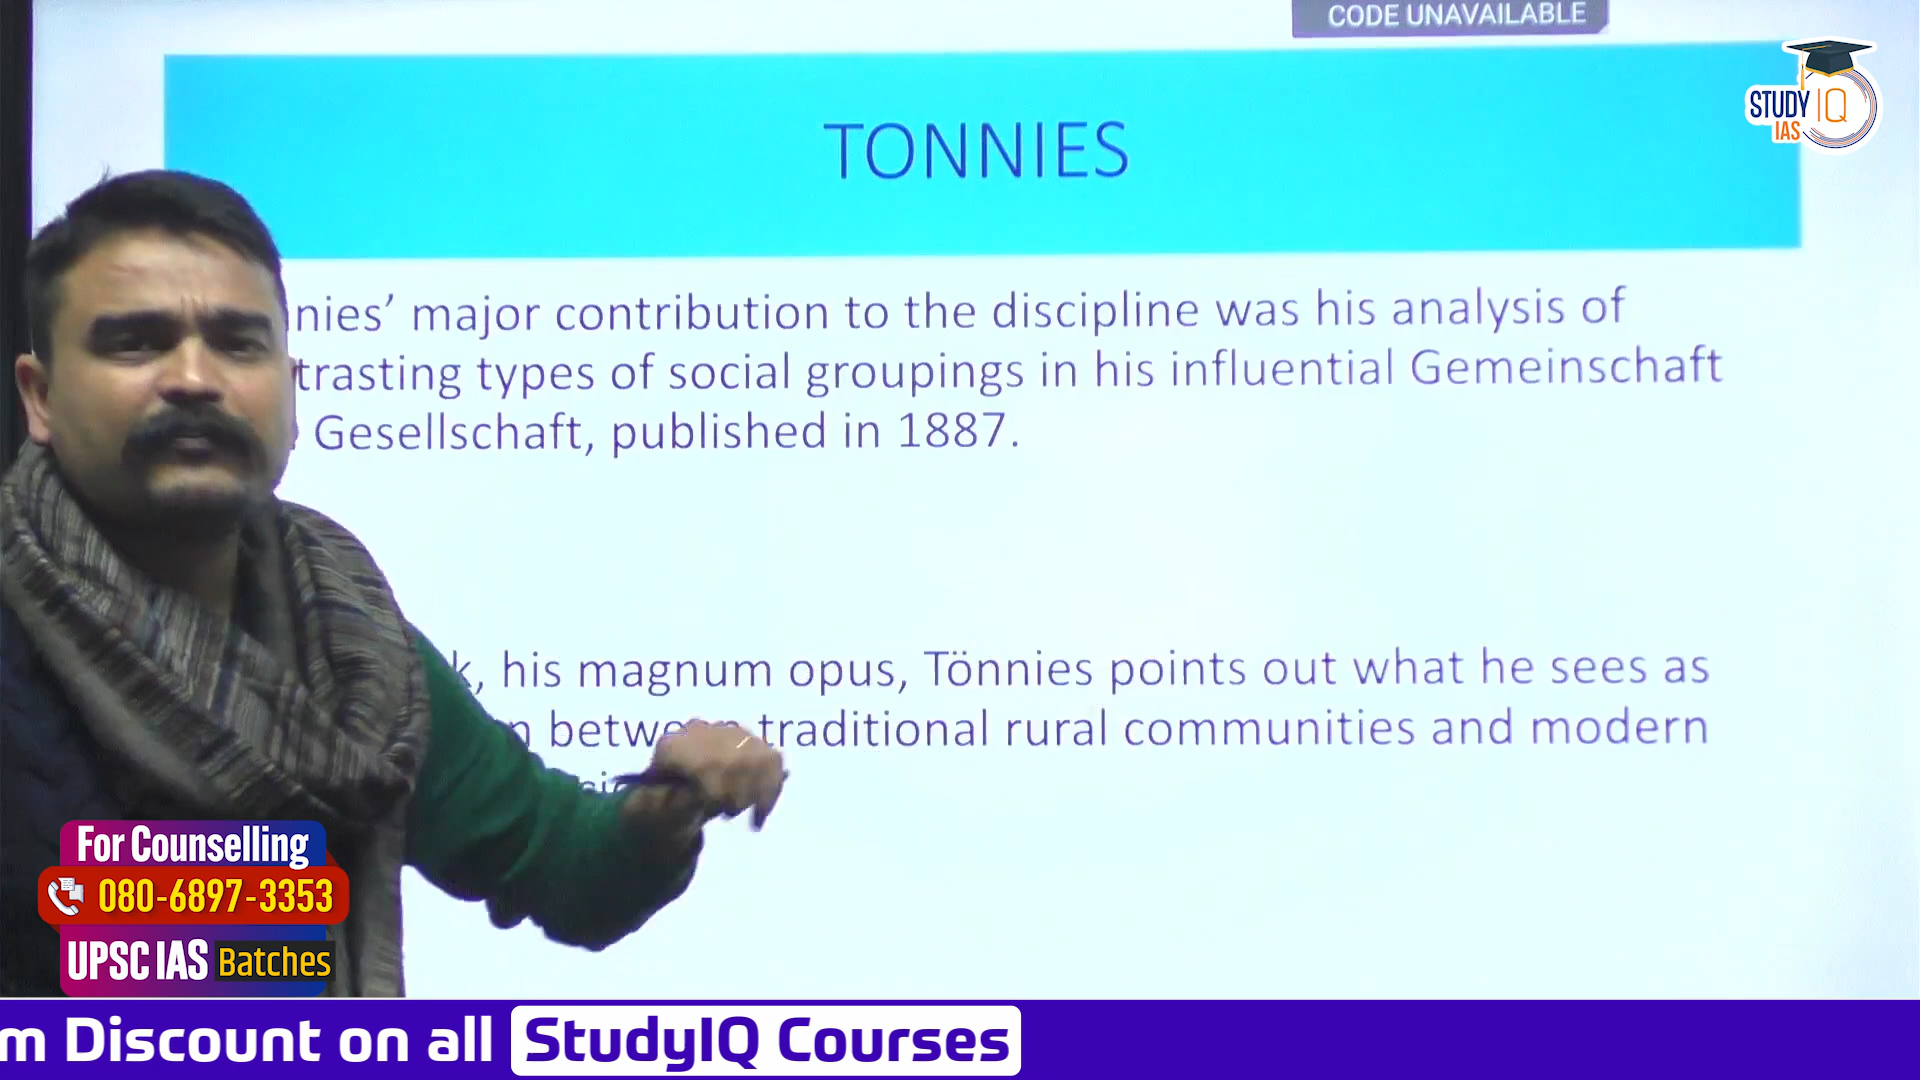 CODE UNAVAILABLE
STUDY IQ
IAS
TONNIES
nies’ major contribution to the discipline was his analysis of
trasting types of social groupings in his influential Gemeinschaft
Gesellschaft, published in 1887.
k, his magnum opus, Tönnies points out what he sees as
n between traditional rural communities and modern
For Counselling
080-6897-3353
UPSC IAS Batches
m Discount on all StudyIQ Courses